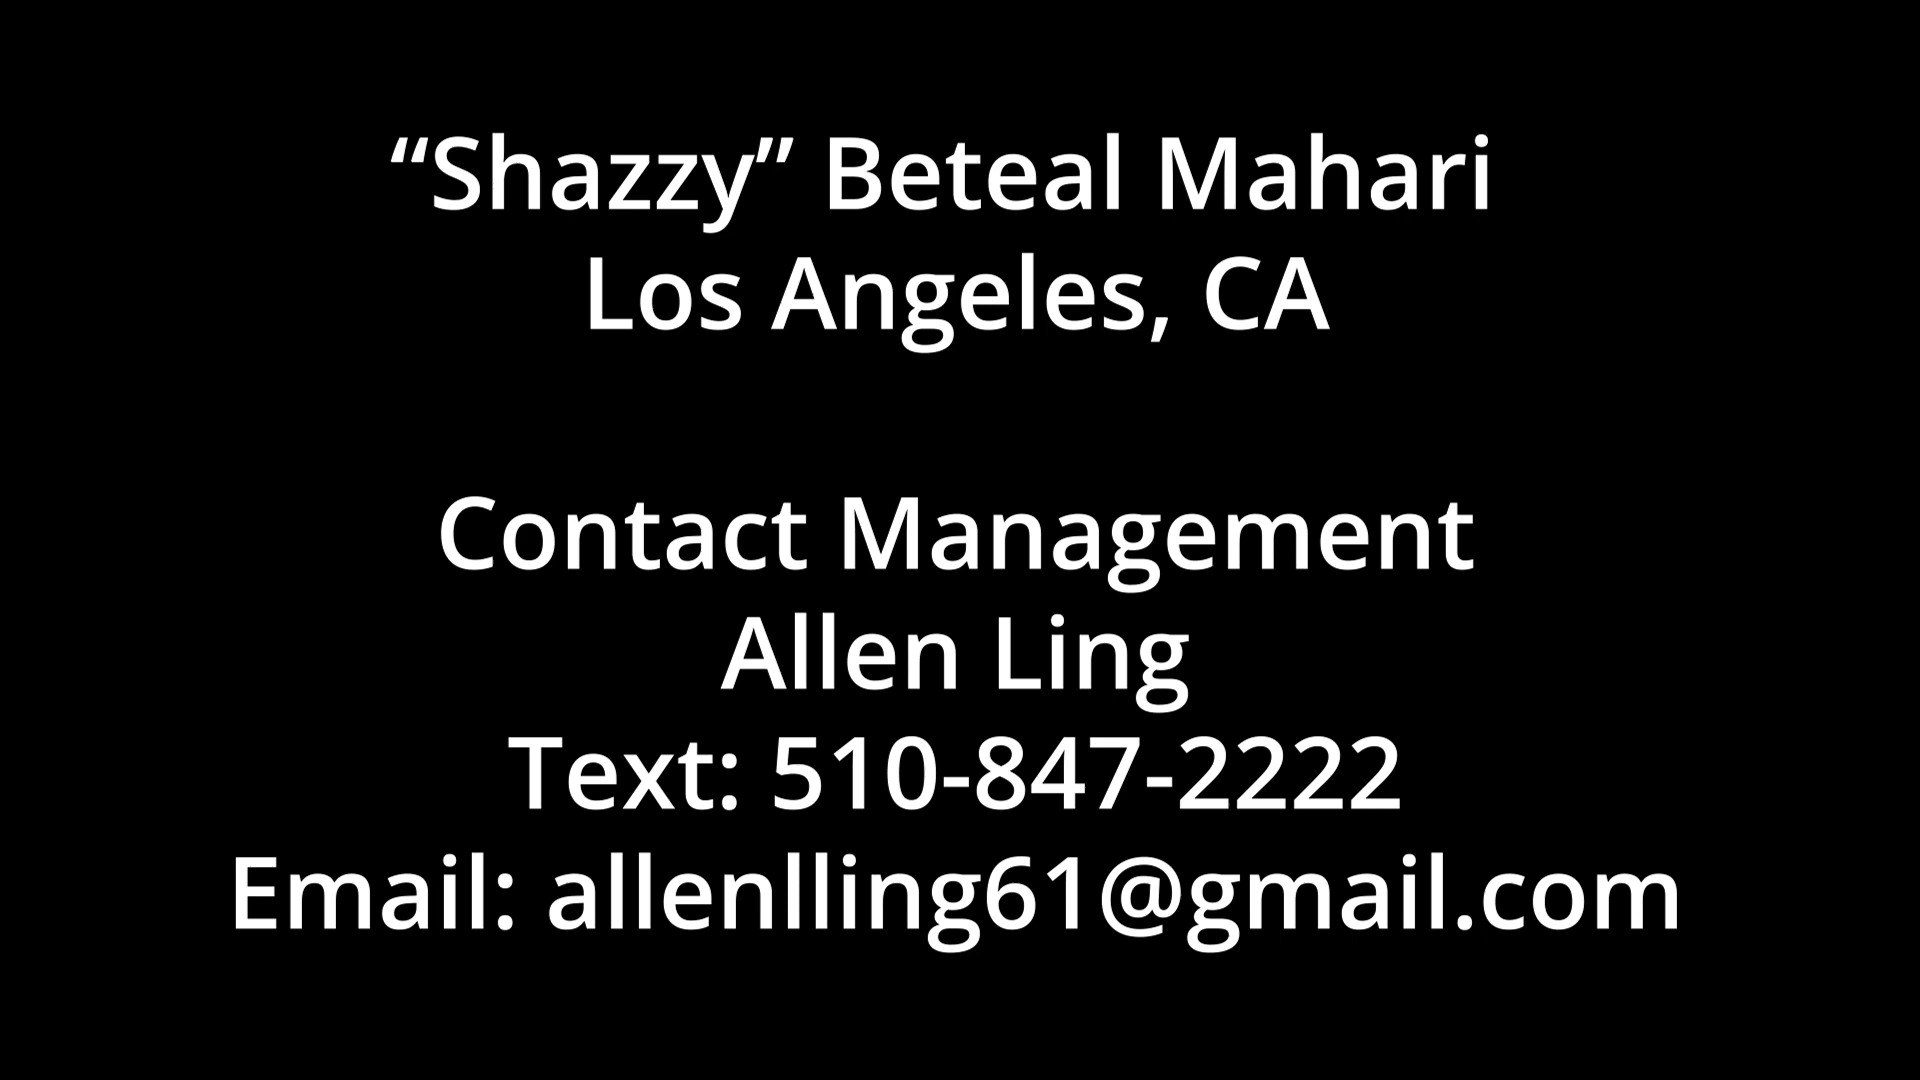 “Shazzy” Beteal Mahari
Los Angeles, CA
Contact Management
Allen Ling
Text: 510-847-2222
Email: allenlling61@gmail.com